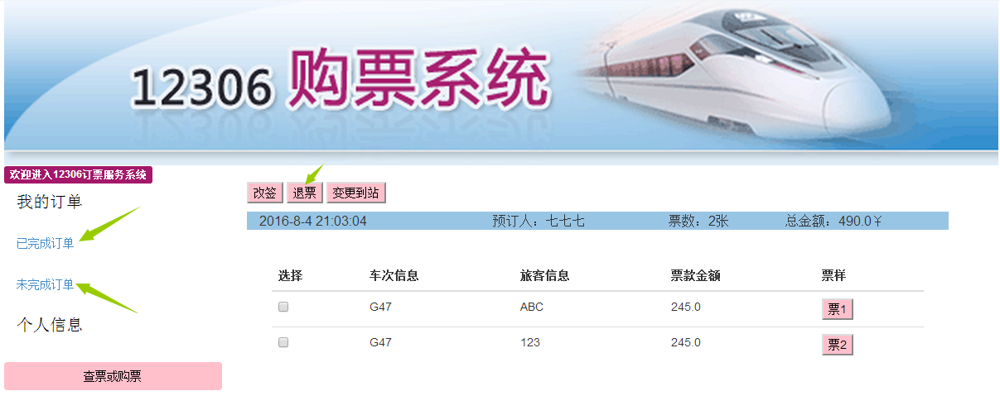 12306 购票系统
欢迎进入12306订票服务系统
我的订单
已完成订单
未完成订单
个人信息
查票或购票
改签 退票 变更到站
2016-8-4 21:03:04 预订人：七七七 票数：2张 总金额：490.0￥
选择 车次信息 旅客信息 票款金额 票样
G47 ABC 245.0 票1
G47 123 245.0 票2